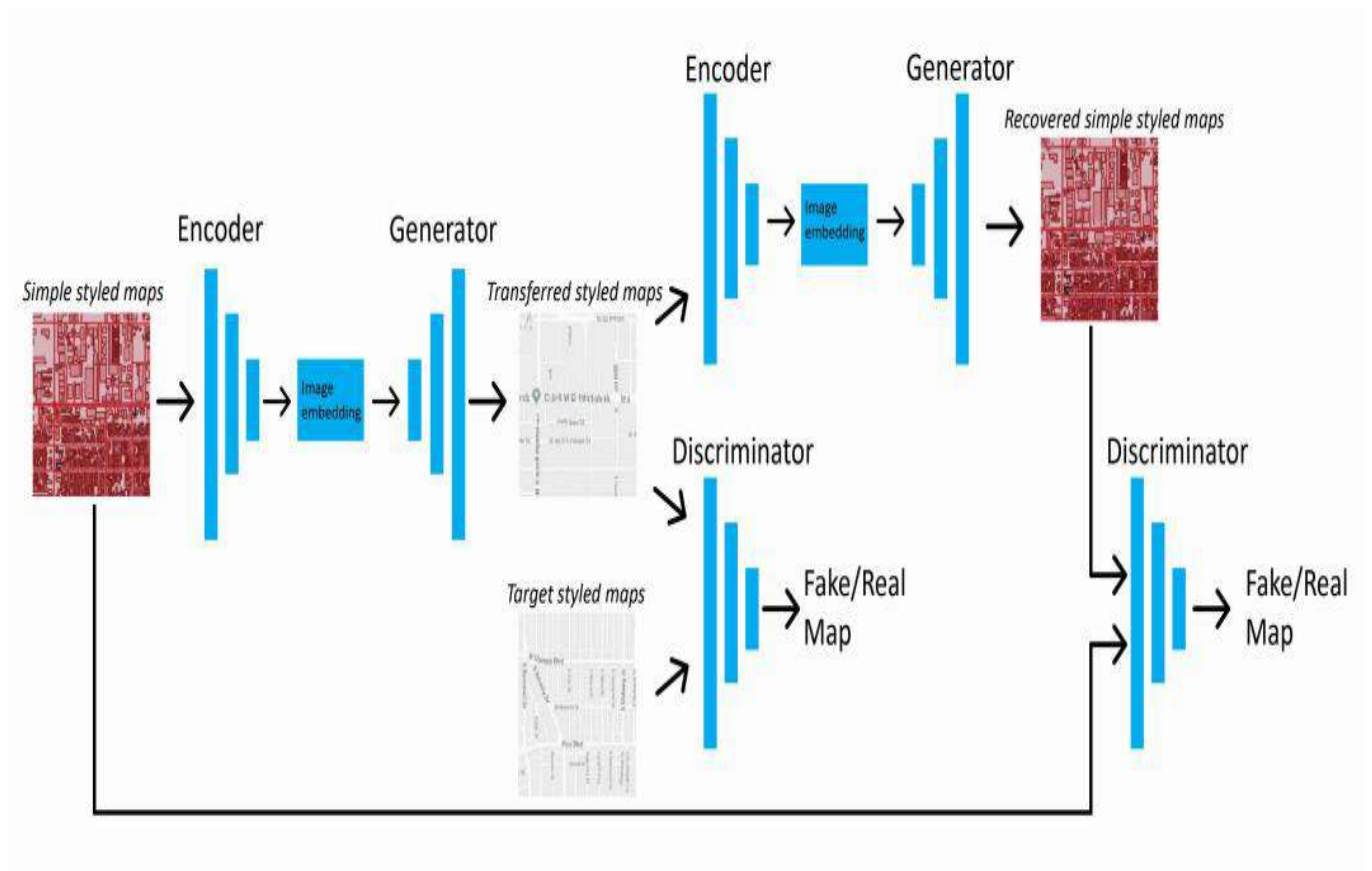 Encoder
Generator
Recovered simple styled maps
Image
embedding
Encoder
Generator
Simple styled maps
Transferred styled maps
Image
embedding
Discriminator
Discriminator
Target styled maps
Fake/Real
Map
Fake/Real
Map